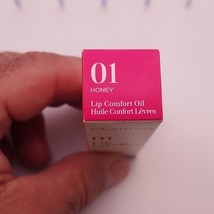 01
HONEY
Lip Comfort Oil
Huile Confort Lèvres